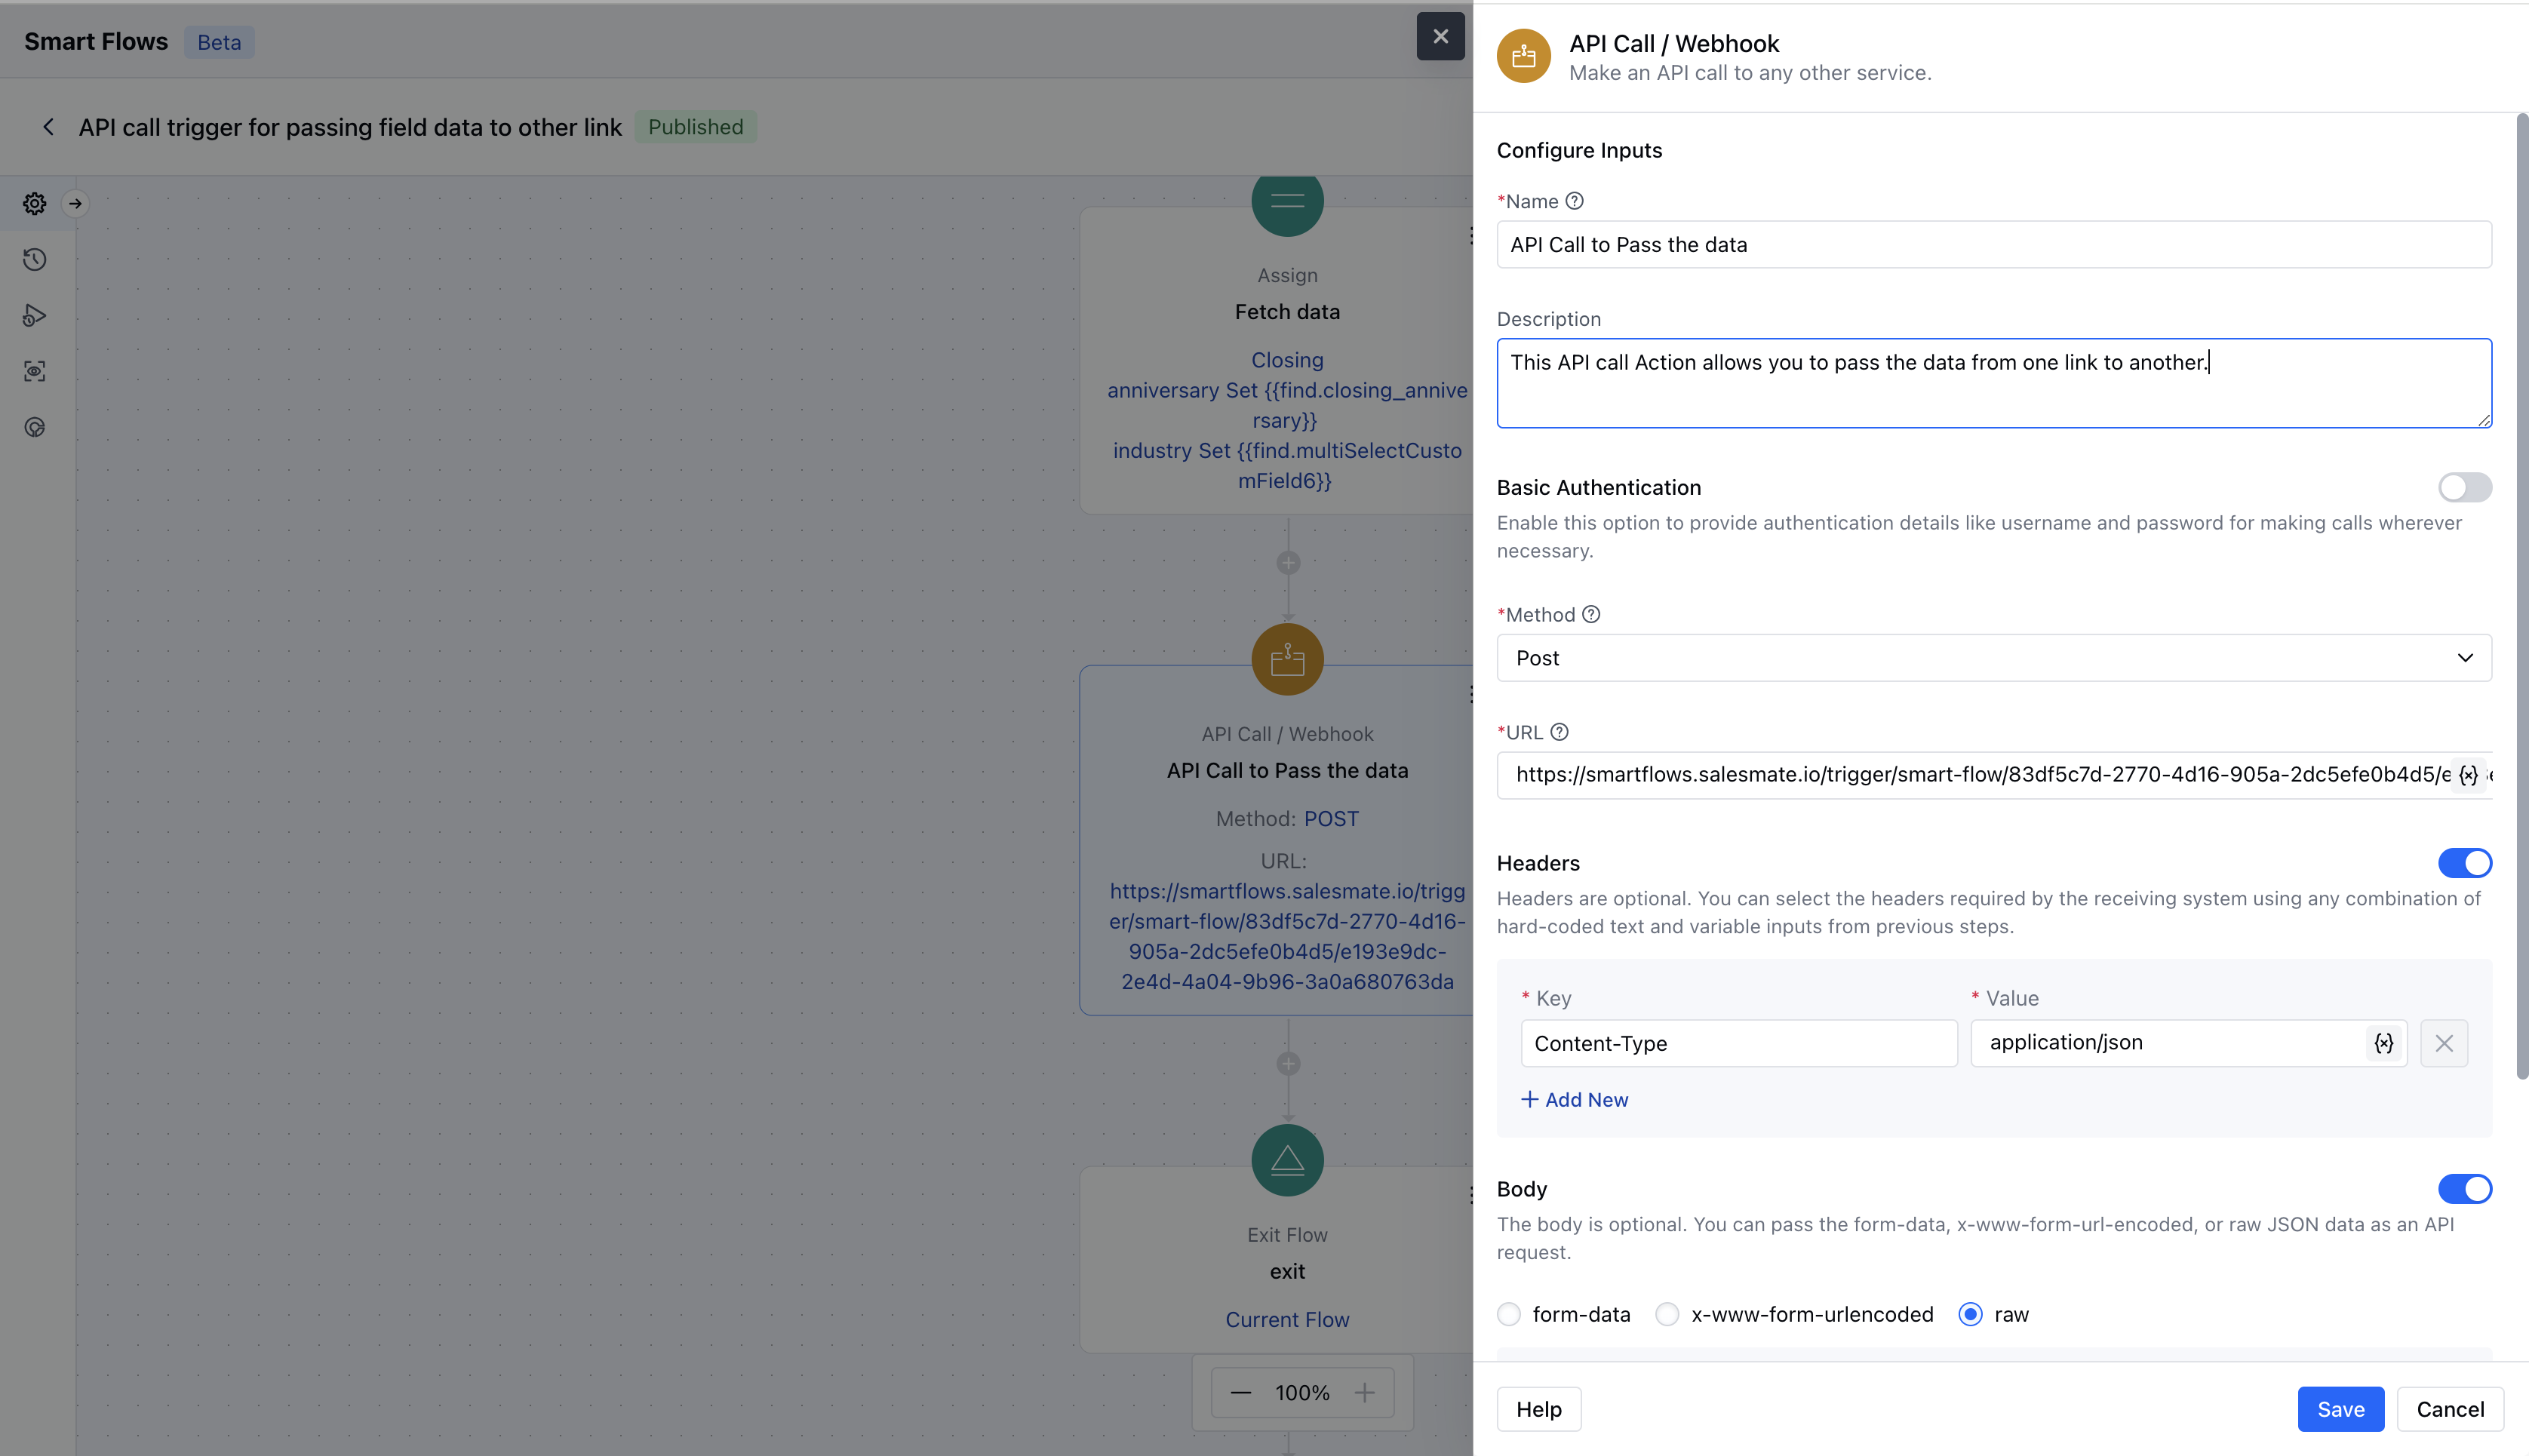 Smart Flows
Beta
API call trigger for passing field data to other link
Published
Assign
Fetch data
Closing
anniversary Set {{find.closing_annive
rsary}}
industry Set {{find.multiSelectCusto
mField6}}
API Call / Webhook
API Call to Pass the data
Method: POST
URL:
https://smartflows.salesmate.io/trigg
er/smart-flow/83df5c7d-2770-4d16-
905a-2dc5efe0b4d5/e193e9dc-
2e4d-4a04-9b96-3a0a680763da
Exit Flow
exit
Current Flow
100%
API Call / Webhook
Make an API call to any other service.
Configure Inputs
*Name
API Call to Pass the data
Description
This API call Action allows you to pass the data from one link to another.
Basic Authentication
Enable this option to provide authentication details like username and password for making calls wherever
necessary.
*Method
Post
*URL
https://smartflows.salesmate.io/trigger/smart-flow/83df5c7d-2770-4d16-905a-2dc5efe0b4d5/e
{x}
Headers
Headers are optional. You can select the headers required by the receiving system using any combination of
hard-coded text and variable inputs from previous steps.
* Key
* Value
Content-Type
application/json
{x}
+ Add New
Body
The body is optional. You can pass the form-data, x-www-form-url-encoded, or raw JSON data as an API
request.
form-data
x-www-form-urlencoded
raw
Help
Save
Cancel